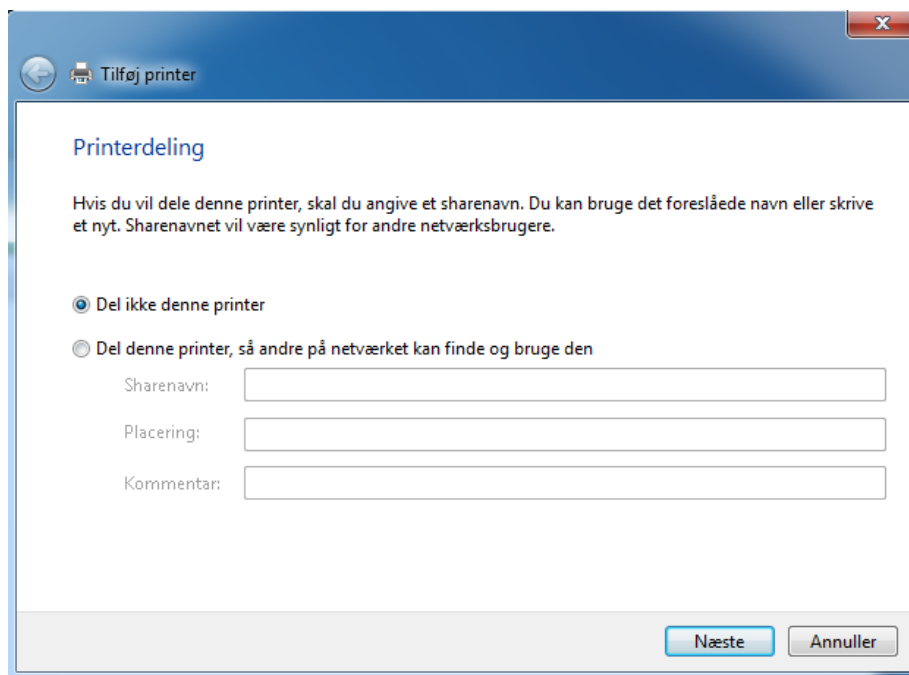 Tilføj printer
Printerdeling
Hvis du vil dele denne printer, skal du angive et sharenavn. Du kan bruge det foreslåede navn eller skrive
et nyt. Sharenavnet vil være synligt for andre netværksbrugere.
Del ikke denne printer
Del denne printer, så andre på netværket kan finde og bruge den
Sharenavn:
Placering:
Kommentar:
Næste
Annuller